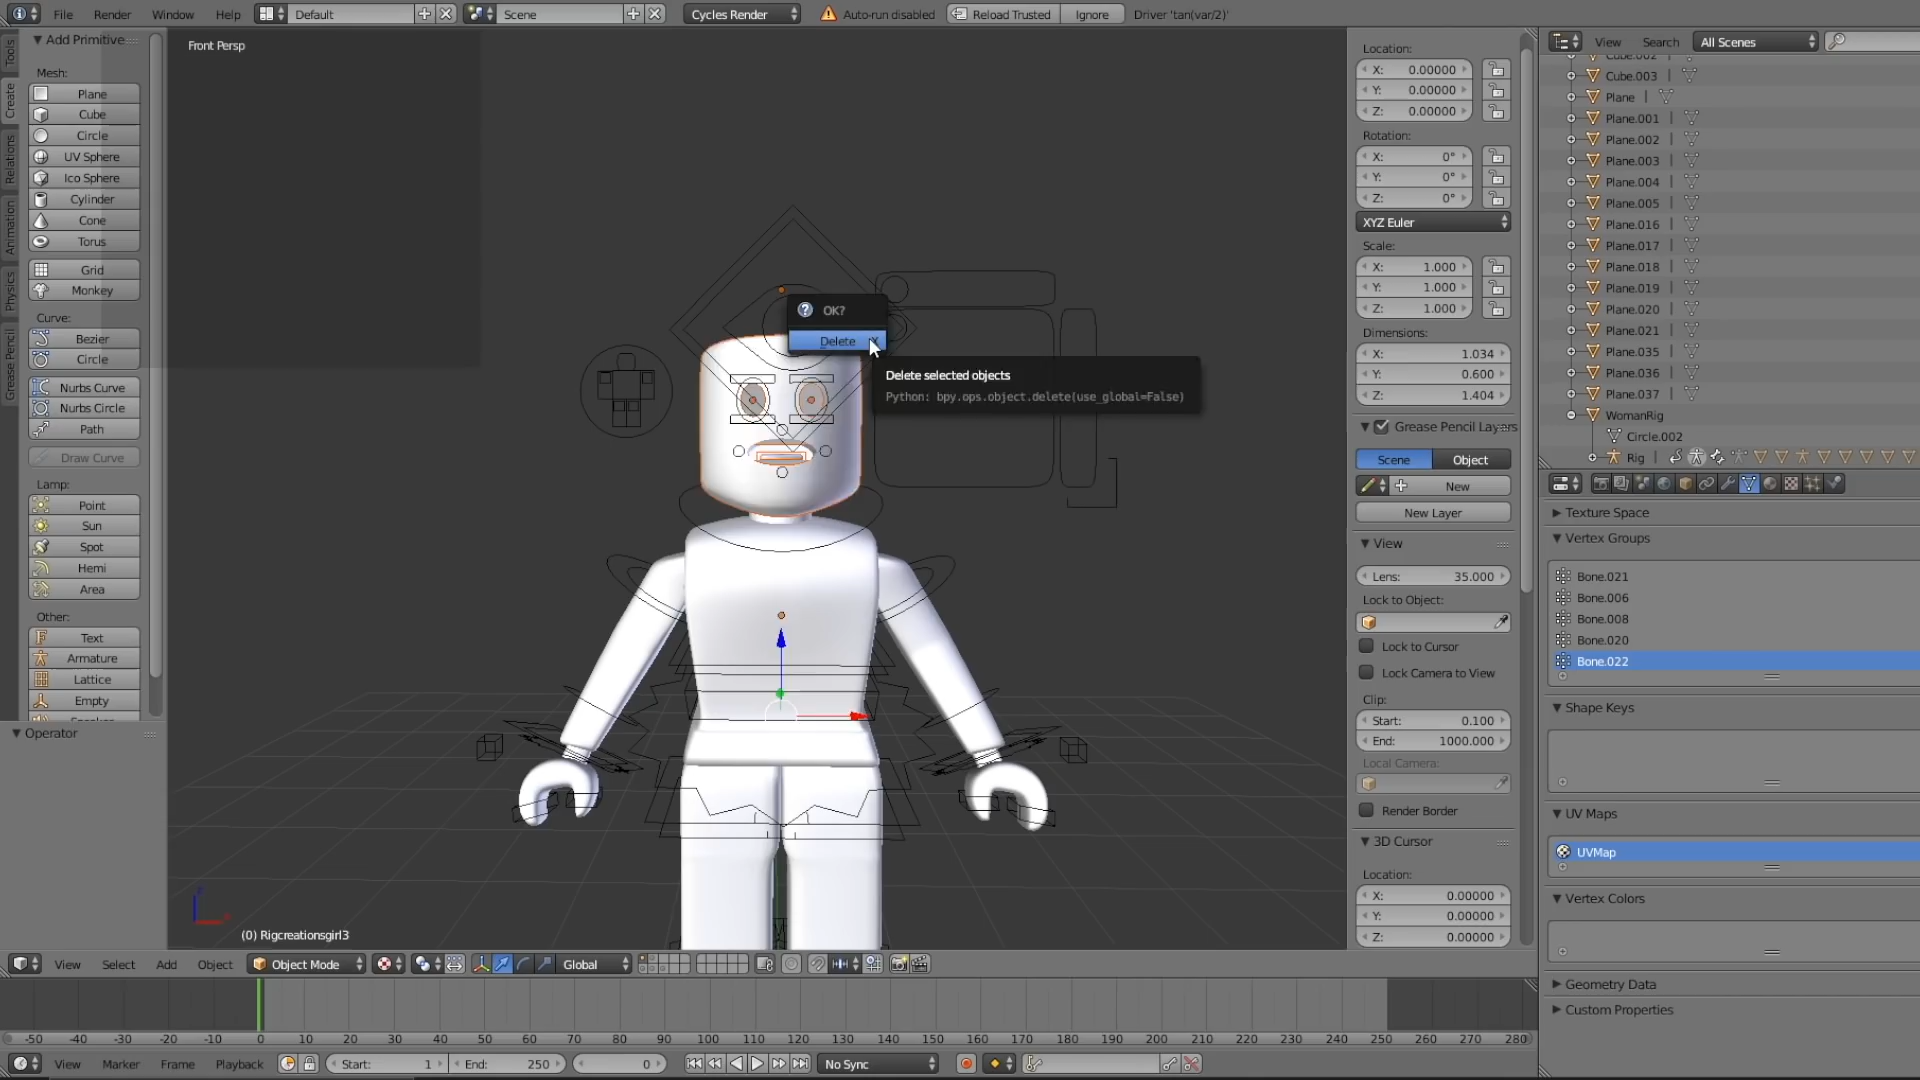 File Render Window Help Default Scene Cycles Render Auto-run disabled Reload Trusted Ignore Driver 'tan(var/2)'
Tools
Create
Relations
Animation
Physics
Grease Pencil
Add Primitive
Mesh:
Plane
Cube
Circle
UV Sphere
Ico Sphere
Cylinder
Cone
Torus
Grid
Monkey
Curve:
Bezier
Circle
Nurbs Curve
Nurbs Circle
Path
Draw Curve
Lamp:
Point
Sun
Spot
Hemi
Area
Other:
Text
Armature
Lattice
Empty
Operator
Front Persp
OK?
Delete X
Delete selected objects
Python: bpy.ops.object.delete(use_global=False)
(0) Rigcreationsgirl3
Location:
X: 0.00000
Y: 0.00000
Z: 0.00000
Rotation:
X: 0°
Y: 0°
Z: 0°
XYZ Euler
Scale:
X: 1.000
Y: 1.000
Z: 1.000
Dimensions:
X: 1.034
Y: 0.600
Z: 1.404
Grease Pencil Layers
Scene Object
New
New Layer
View
Lens: 35.000
Lock to Object:
Lock to Cursor
Lock Camera to View
Clip:
Start: 0.100
End: 1000.000
Local Camera:
Render Border
3D Cursor
Location:
X: 0.00000
Y: 0.00000
Z: 0.00000
View Search All Scenes
Cube.002
Cube.003
Plane
Plane.001
Plane.002
Plane.003
Plane.004
Plane.005
Plane.016
Plane.017
Plane.018
Plane.019
Plane.020
Plane.021
Plane.035
Plane.036
Plane.037
WomanRig
Circle.002
Rig
Texture Space
Vertex Groups
Bone.021
Bone.006
Bone.008
Bone.020
Bone.022
Shape Keys
UV Maps
UVMap
Vertex Colors
Geometry Data
Custom Properties
View Select Add Object Object Mode Global
-50 -40 -30 -20 -10 0 10 20 30 40 50 60 70 80 90 100 110 120 130 140 150 160 170 180 190 200 210 220 230 240 250 260 270 280
View Marker Frame Playback Start: 1 End: 250 0 No Sync